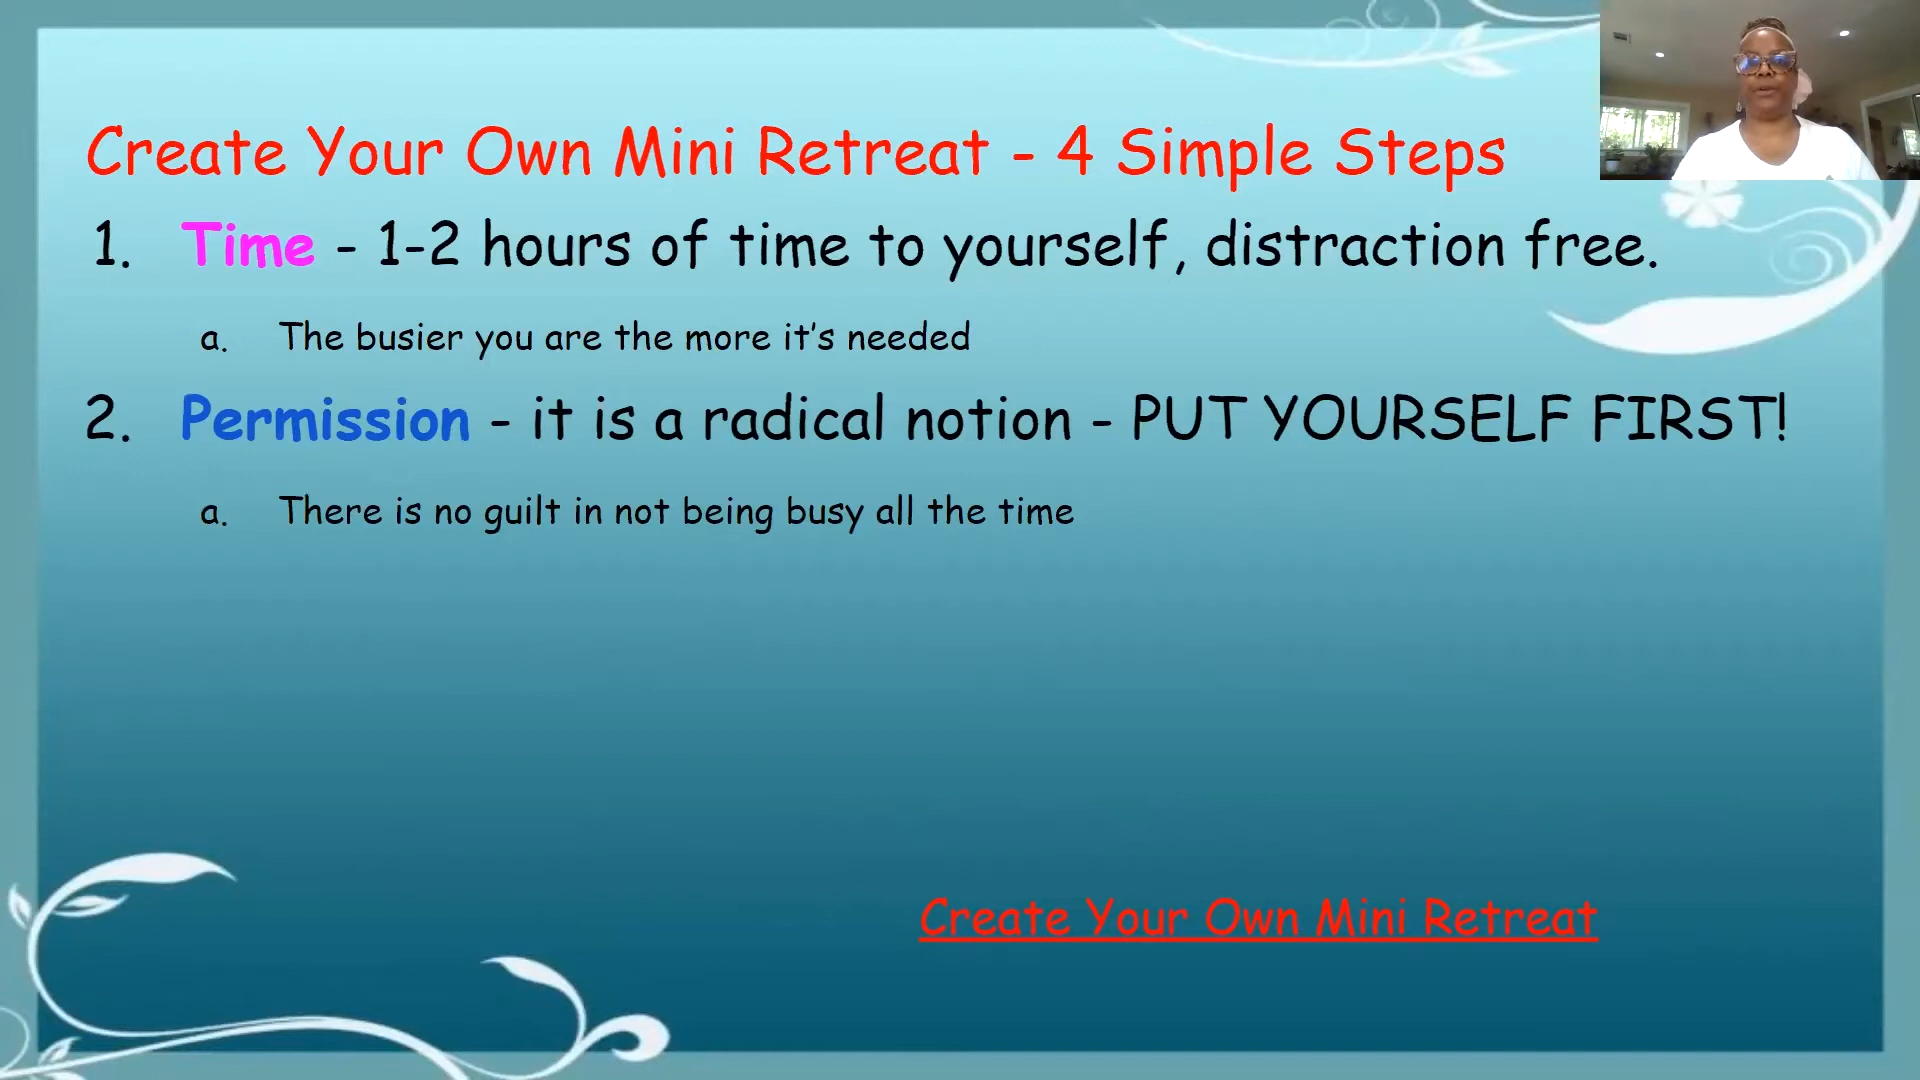 Create Your Own Mini Retreat - 4 Simple Steps
1. Time - 1-2 hours of time to yourself, distraction free.
a. The busier you are the more it's needed
2. Permission - it is a radical notion - PUT YOURSELF FIRST!
a. There is no guilt in not being busy all the time
Create Your Own Mini Retreat